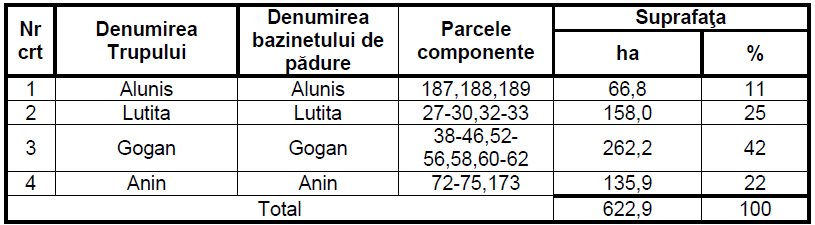 Nr crt Denumirea Trupului Denumirea bazinetului de pădure Parcele componente Suprafaţa
ha %
1 Alunis Alunis 187,188,189 66,8 11
2 Lutita Lutita 27-30,32-33 158,0 25
3 Gogan Gogan 38-46,52-56,58,60-62 262,2 42
4 Anin Anin 72-75,173 135,9 22
Total 622,9 100